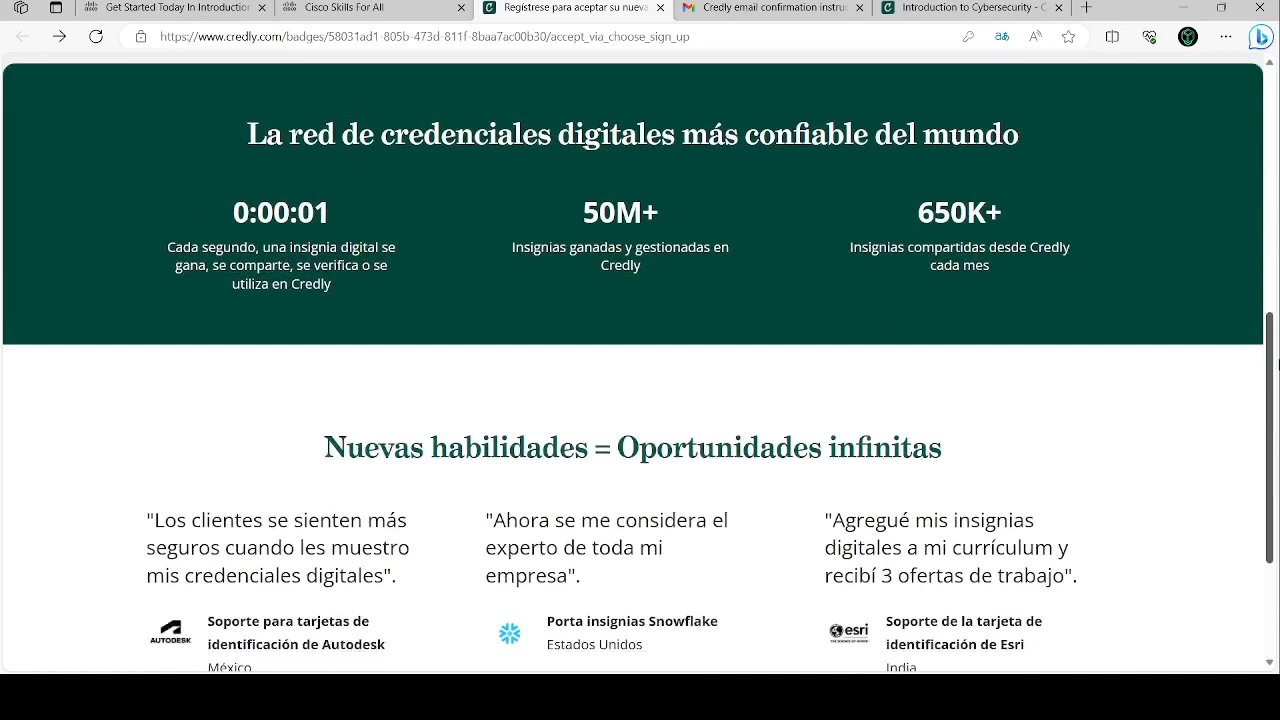 Get Started Today In Introduction
Cisco Skills For All
Regístrese para aceptar su nueva
Credly email confirmation instruc
Introduction to Cybersecurity - C
https://www.credly.com/badges/58031ad1-805b-473d-811f-8baa7ac00b30/accept_via_choose_sign_up
La red de credenciales digitales más confiable del mundo
0:00:01
Cada segundo, una insignia digital se
gana, se comparte, se verifica o se
utiliza en Credly
50M+
Insignias ganadas y gestionadas en
Credly
650K+
Insignias compartidas desde Credly
cada mes
Nuevas habilidades = Oportunidades infinitas
"Los clientes se sienten más
seguros cuando les muestro
mis credenciales digitales".
AUTODESK
Soporte para tarjetas de
identificación de Autodesk
México
"Ahora se me considera el
experto de toda mi
empresa".
Porta insignias Snowflake
Estados Unidos
"Agregué mis insignias
digitales a mi currículum y
recibí 3 ofertas de trabajo".
esri
Soporte de la tarjeta de
identificación de Esri
India